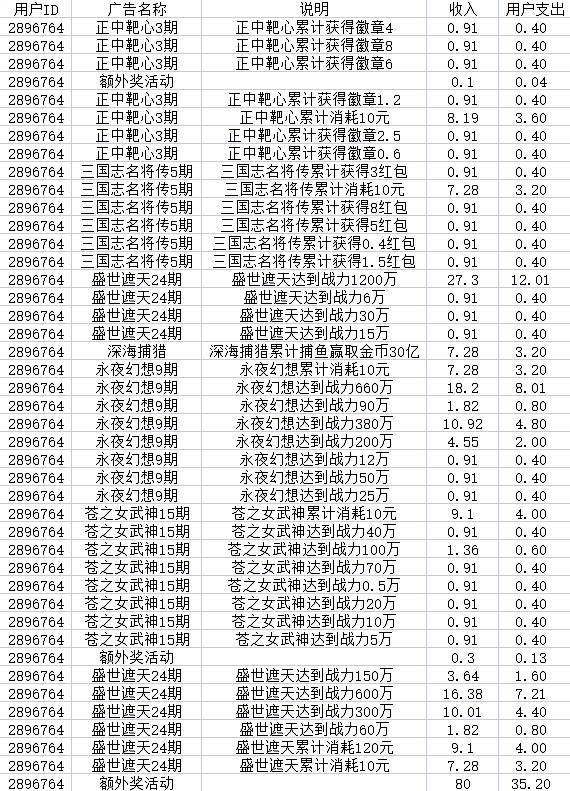 用户ID 广告名称 说明 收入 用户支出
2896764 正中靶心3期 正中靶心累计获得徽章4 0.91 0.40
2896764 正中靶心3期 正中靶心累计获得徽章8 0.91 0.40
2896764 正中靶心3期 正中靶心累计获得徽章6 0.91 0.40
2896764 额外奖活动 0.1 0.04
2896764 正中靶心3期 正中靶心累计获得徽章1.2 0.91 0.40
2896764 正中靶心3期 正中靶心累计消耗10元 8.19 3.60
2896764 正中靶心3期 正中靶心累计获得徽章2.5 0.91 0.40
2896764 正中靶心3期 正中靶心累计获得徽章0.6 0.91 0.40
2896764 三国志名将传5期 三国志名将传累计获得3红包 0.91 0.40
2896764 三国志名将传5期 三国志名将传累计消耗10元 7.28 3.20
2896764 三国志名将传5期 三国志名将传累计获得8红包 0.91 0.40
2896764 三国志名将传5期 三国志名将传累计获得5红包 0.91 0.40
2896764 三国志名将传5期 三国志名将传累计获得0.4红包 0.91 0.40
2896764 三国志名将传5期 三国志名将传累计获得1.5红包 0.91 0.40
2896764 盛世遮天24期 盛世遮天达到战力1200万 27.3 12.01
2896764 盛世遮天24期 盛世遮天达到战力6万 0.91 0.40
2896764 盛世遮天24期 盛世遮天达到战力30万 0.91 0.40
2896764 盛世遮天24期 盛世遮天达到战力15万 0.91 0.40
2896764 深海捕猎 深海捕猎累计捕鱼赢取金币30亿 7.28 3.20
2896764 永夜幻想9期 永夜幻想累计消耗10元 7.28 3.20
2896764 永夜幻想9期 永夜幻想达到战力660万 18.2 8.01
2896764 永夜幻想9期 永夜幻想达到战力90万 1.82 0.80
2896764 永夜幻想9期 永夜幻想达到战力380万 10.92 4.80
2896764 永夜幻想9期 永夜幻想达到战力200万 4.55 2.00
2896764 永夜幻想9期 永夜幻想达到战力12万 0.91 0.40
2896764 永夜幻想9期 永夜幻想达到战力50万 0.91 0.40
2896764 永夜幻想9期 永夜幻想达到战力25万 0.91 0.40
2896764 苍之女武神15期 苍之女武神累计消耗10元 9.1 4.00
2896764 苍之女武神15期 苍之女武神达到战力40万 0.91 0.40
2896764 苍之女武神15期 苍之女武神达到战力100万 1.36 0.60
2896764 苍之女武神15期 苍之女武神达到战力70万 0.91 0.40
2896764 苍之女武神15期 苍之女武神达到战力0.5万 0.91 0.40
2896764 苍之女武神15期 苍之女武神达到战力20万 0.91 0.40
2896764 苍之女武神15期 苍之女武神达到战力10万 0.91 0.40
2896764 苍之女武神15期 苍之女武神达到战力5万 0.91 0.40
2896764 额外奖活动 0.3 0.13
2896764 盛世遮天24期 盛世遮天达到战力150万 3.64 1.60
2896764 盛世遮天24期 盛世遮天达到战力600万 16.38 7.21
2896764 盛世遮天24期 盛世遮天达到战力300万 10.01 4.40
2896764 盛世遮天24期 盛世遮天达到战力60万 1.82 0.80
2896764 盛世遮天24期 盛世遮天累计消耗120元 9.1 4.00
2896764 盛世遮天24期 盛世遮天累计消耗10元 7.28 3.20
2896764 额外奖活动 80 35.20